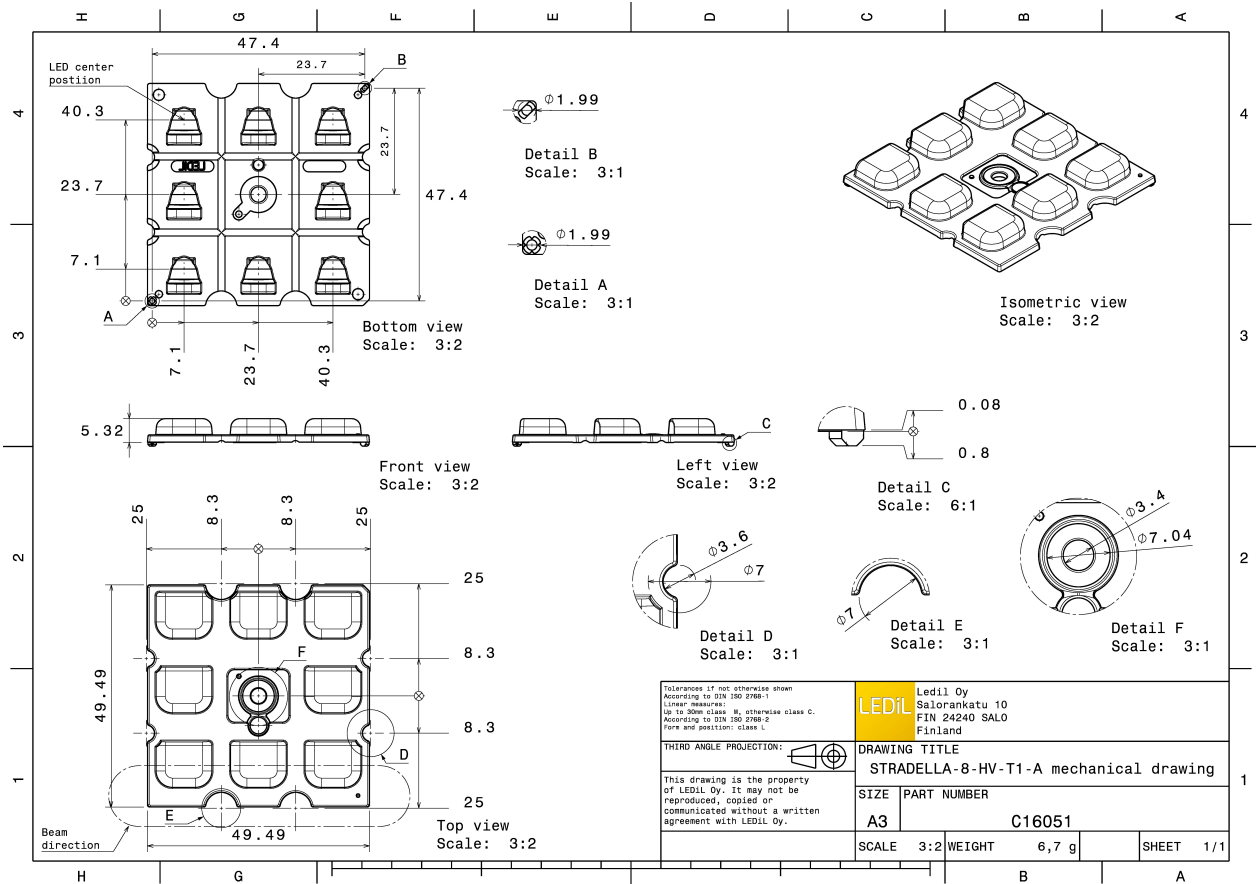 H G F E D C B A
4
3
2
1
47.4
23.7
B
LED center
postiion
40.3
23.7
7.1
A
23.7
47.4
LEDiL
7.1
23.7
40.3
Bottom view
Scale: 3:2
⌀1.99
Detail B
Scale: 3:1
⌀1.99
Detail A
Scale: 3:1
Isometric view
Scale: 3:2
4
3
2
1
5.32
Front view
Scale: 3:2
C
Left view
Scale: 3:2
0.08
0.8
Detail C
Scale: 6:1
25
8.3
8.3
25
25
8.3
8.3
25
49.49
49.49
F
D
E
Beam
direction
Top view
Scale: 3:2
⌀3.6
⌀7
Detail D
Scale: 3:1
⌀7
Detail E
Scale: 3:1
⌀3.4
⌀7.04
Detail F
Scale: 3:1
Tolerances if not otherwise shown
According to DIN ISO 2768-1
Linear measures:
Up to 30mm class M, otherwise class C.
According to DIN ISO 2768-2
Form and position: class L
THIRD ANGLE PROJECTION:
This drawing is the property
of LEDiL Oy. It may not be
reproduced, copied or
communicated without a written
agreement with LEDiL Oy.
LEDiL
Ledil Oy
Salorankatu 10
FIN 24240 SALO
Finland
DRAWING TITLE
STRADELLA-8-HV-T1-A mechanical drawing
SIZE
A3
PART NUMBER
C16051
SCALE 3:2
WEIGHT 6,7 g
SHEET 1/1
H G B A